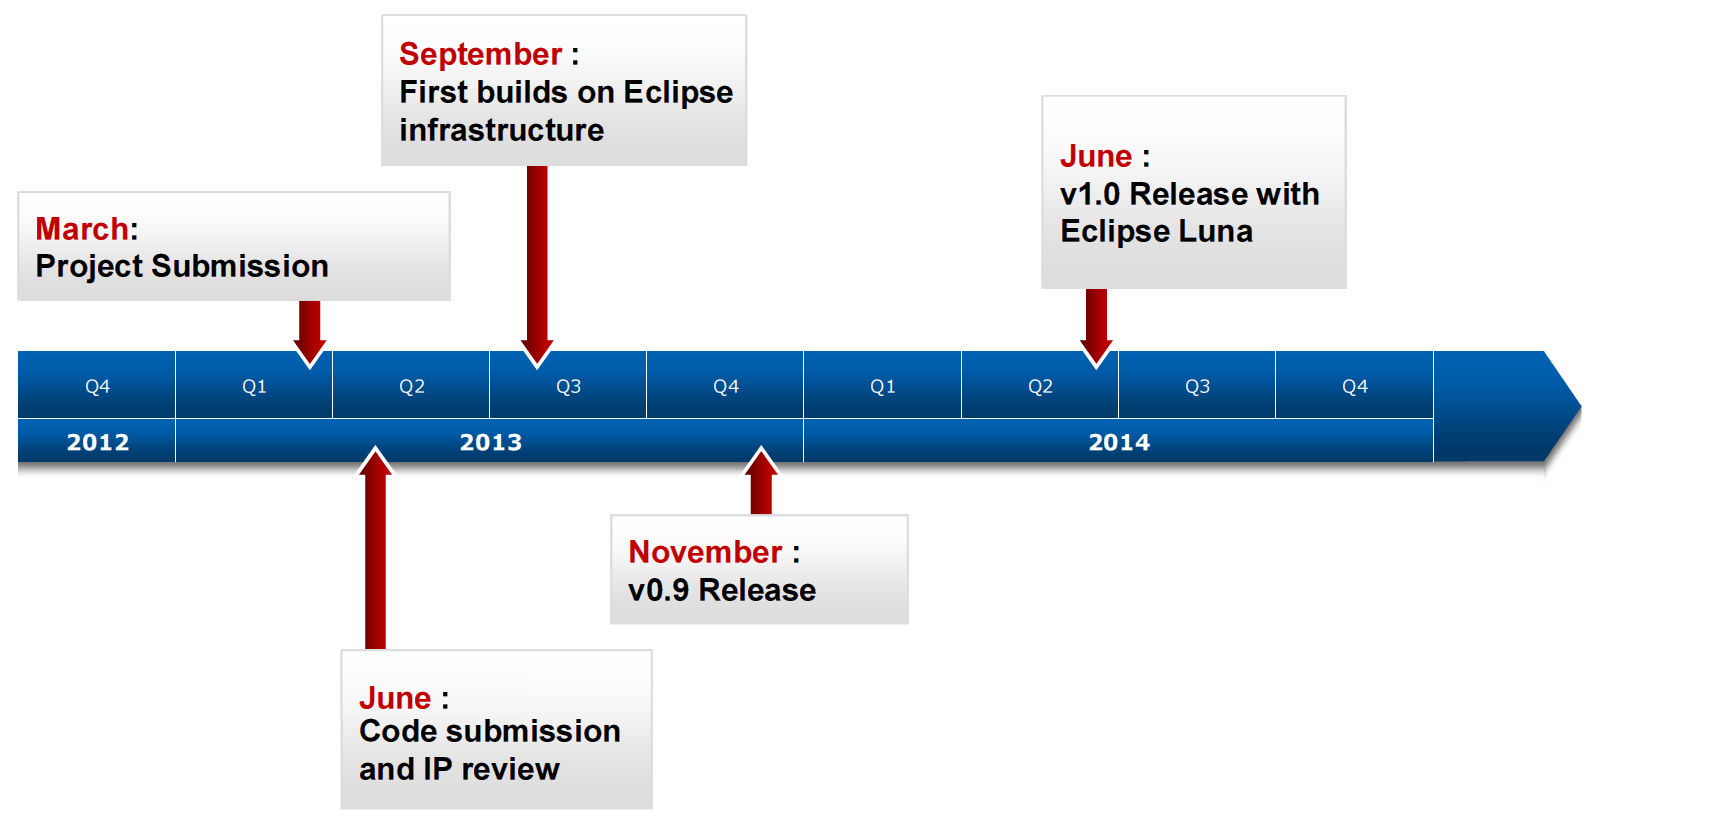 September :
First builds on Eclipse
infrastructure
June :
v1.0 Release with
Eclipse Luna
March:
Project Submission
Q4 Q1 Q2 Q3 Q4 Q1 Q2 Q3 Q4
2012 2013 2014
November :
v0.9 Release
June :
Code submission
and IP review